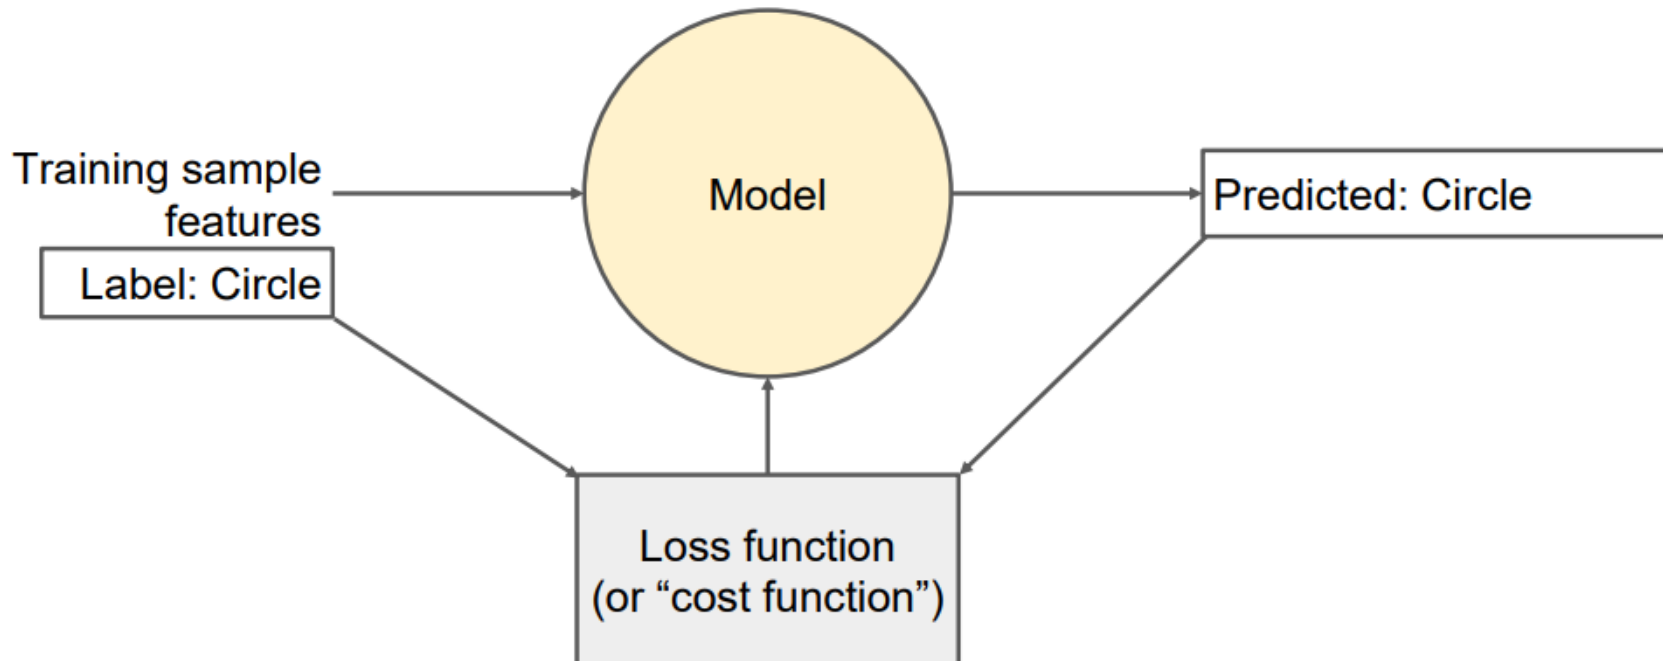 Training sample
features
Label: Circle
Model
Predicted: Circle
Loss function
(or “cost function”)